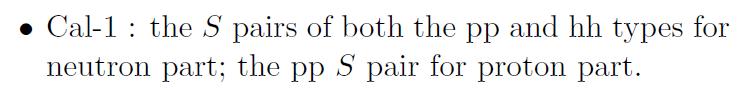 • Cal-1 : the S pairs of both the pp and hh types for
neutron part; the pp S pair for proton part.